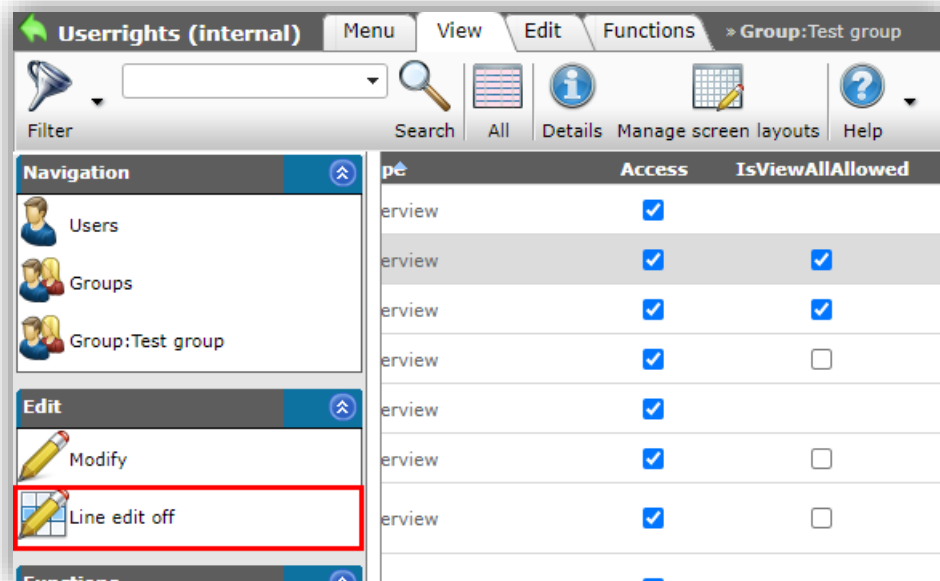 Userrights (internal) Menu View Edit Functions » Group:Test group
Filter Search All Details Manage screen layouts Help
Navigation
Users
Groups
Group:Test group
Edit
Modify
Line edit off
Functions
pe Access IsViewAllAllowed
erview
erview
erview
erview
erview
erview
erview